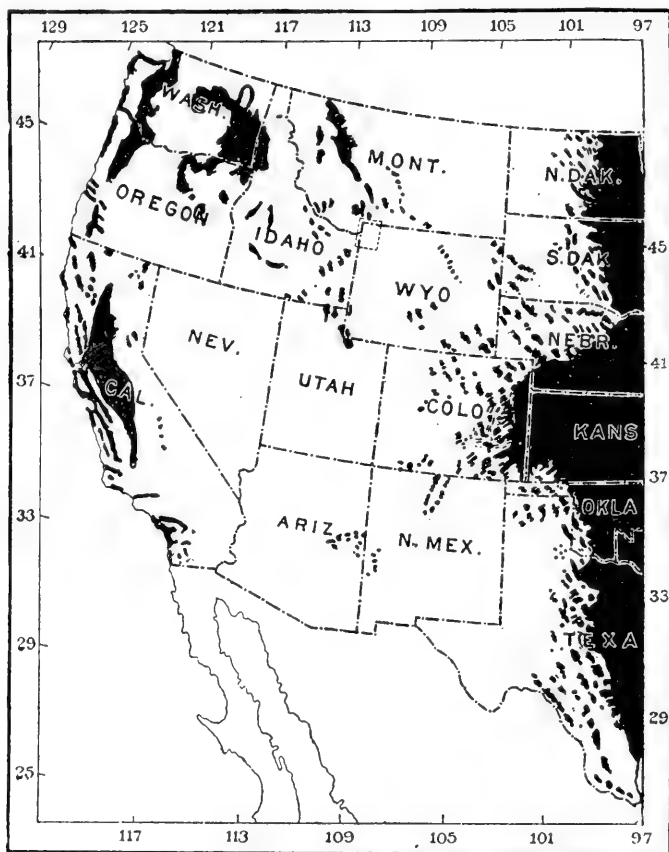 129 125 121 117 113 109 105 101 97
WASH.
45
MONT.
N.DAK.
OREGON
IDAHO
41
45
S.DAK
WYO
NEBR.
NEV.
41
37
UTAH
COLO
CAL.
KANS
37
OKLA
33
ARIZ
N. MEX.
33
TEXA
29
29
25
25
117 113 109 105 101 97